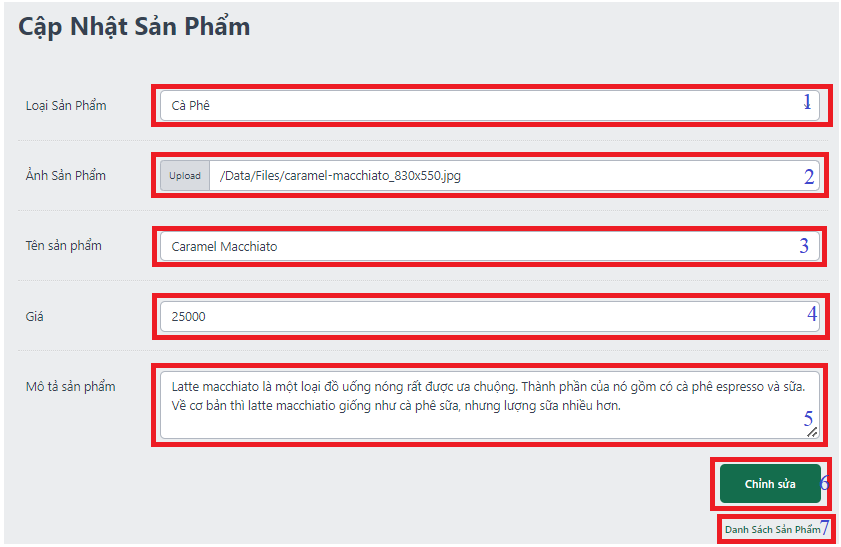 Cập Nhật Sản Phẩm
Loại Sản Phẩm Cà Phê 1
Ảnh Sản Phẩm Upload /Data/Files/caramel-macchiato_830x550.jpg 2
Tên sản phẩm Caramel Macchiato 3
Giá 25000 4
Mô tả sản phẩm Latte macchiato là một loại đồ uống nóng rất được ưa chuộng. Thành phần của nó gồm có cà phê espresso và sữa.
Về cơ bản thì latte macchiatio giống như cà phê sữa, nhưng lượng sữa nhiều hơn. 5
Chỉnh sửa 6
Danh Sách Sản Phẩm 7